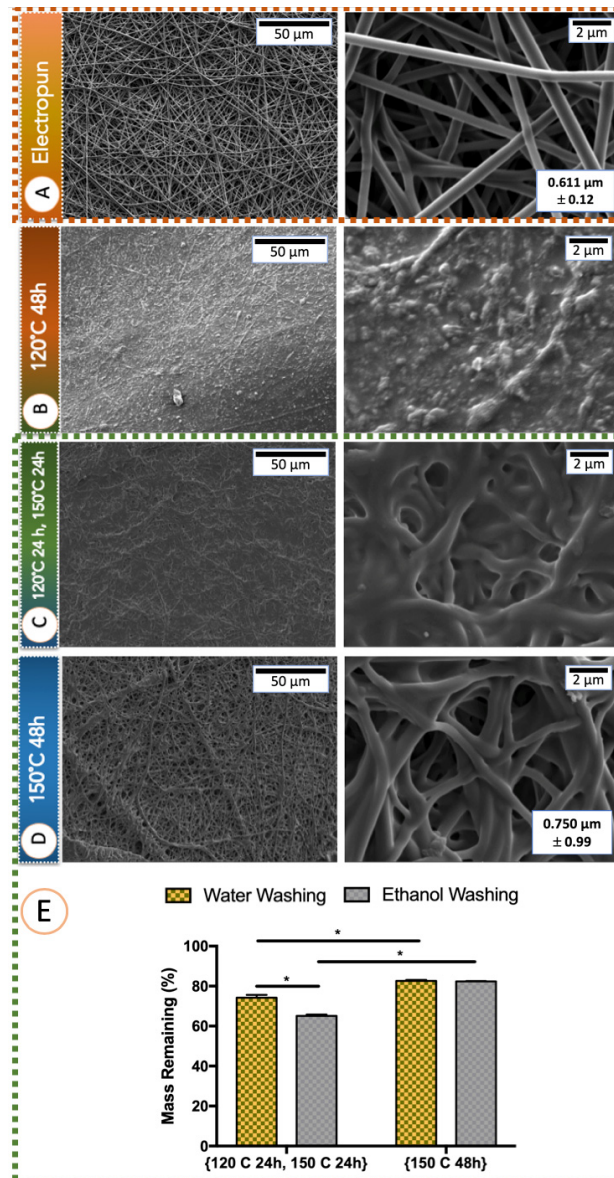 A Electropun
50 µm
2 µm
0.611 µm
± 0.12
B 120°C 48h
50 µm
2 µm
C 120°C 24 h, 150°C 24h
50 µm
2 µm
D 150°C 48h
50 µm
2 µm
0.750 µm
± 0.99
E
Water Washing Ethanol Washing
*
*
*
Mass Remaining (%)
100
80
60
40
20
0
{120 C 24h, 150 C 24h} {150 C 48h}